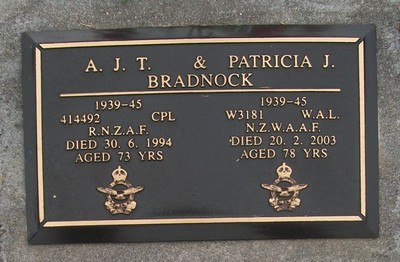 A. J. T. & PATRICIA J.
BRADNOCK
1939-45 1939-45
414492 CPL W3181 W.A.L.
R.N.Z.A.F. N.Z.W.A.A.F.
DIED 30. 6. 1994 DIED 20. 2. 2003
AGED 73 YRS AGED 78 YRS